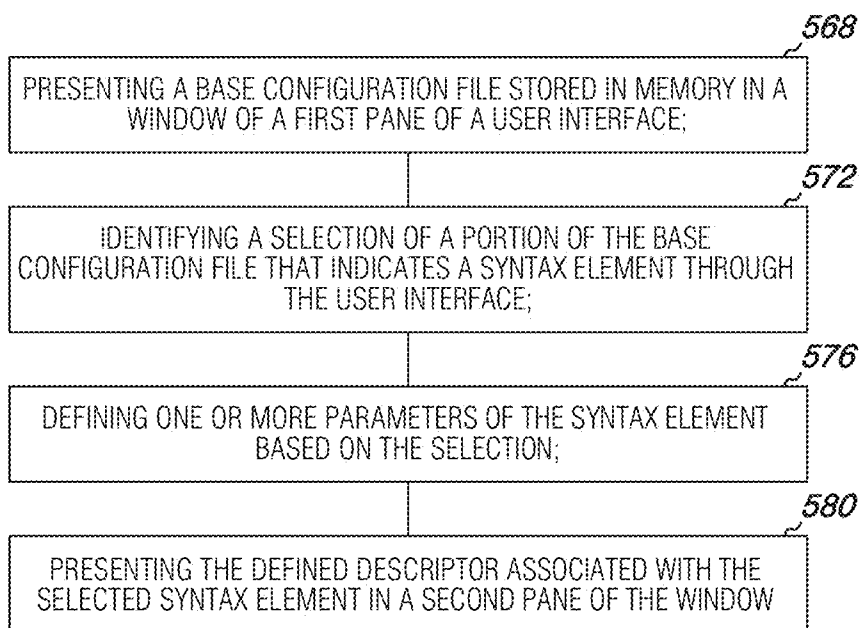 568
PRESENTING A BASE CONFIGURATION FILE STORED IN MEMORY IN A
WINDOW OF A FIRST PANE OF A USER INTERFACE;
572
IDENTIFYING A SELECTION OF A PORTION OF THE BASE
CONFIGURATION FILE THAT INDICATES A SYNTAX ELEMENT THROUGH
THE USER INTERFACE;
576
DEFINING ONE OR MORE PARAMETERS OF THE SYNTAX ELEMENT
BASED ON THE SELECTION;
580
PRESENTING THE DEFINED DESCRIPTOR ASSOCIATED WITH THE
SELECTED SYNTAX ELEMENT IN A SECOND PANE OF THE WINDOW